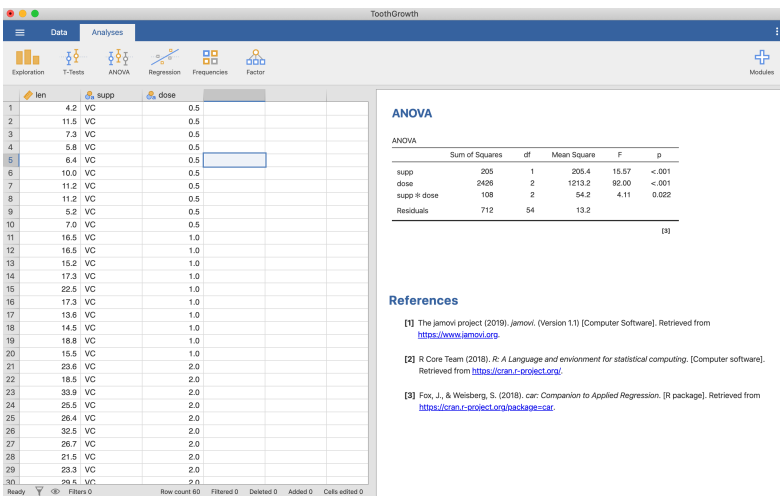 ToothGrowth
Data Analyses
Exploration T-Tests ANOVA Regression Frequencies Factor Modules
len supp dose
1 4.2 VC 0.5
2 11.5 VC 0.5
3 7.3 VC 0.5
4 5.8 VC 0.5
5 6.4 VC 0.5
6 10.0 VC 0.5
7 11.2 VC 0.5
8 11.2 VC 0.5
9 5.2 VC 0.5
10 7.0 VC 0.5
11 16.5 VC 1.0
12 16.5 VC 1.0
13 15.2 VC 1.0
14 17.3 VC 1.0
15 22.5 VC 1.0
16 17.3 VC 1.0
17 13.6 VC 1.0
18 14.5 VC 1.0
19 18.8 VC 1.0
20 15.5 VC 1.0
21 23.6 VC 2.0
22 18.5 VC 2.0
23 33.9 VC 2.0
24 25.5 VC 2.0
25 26.4 VC 2.0
26 32.5 VC 2.0
27 26.7 VC 2.0
28 21.5 VC 2.0
29 23.3 VC 2.0
30 29.5 VC 2.0
Ready Filters 0 Row count 60 Filtered 0 Deleted 0 Added 0 Cells edited 0
ANOVA
ANOVA
Sum of Squares df Mean Square F p
supp 205 1 205.4 15.57 <.001
dose 2426 2 1213.2 92.00 <.001
supp ✻ dose 108 2 54.2 4.11 0.022
Residuals 712 54 13.2
[3]
References
[1] The jamovi project (2019). jamovi. (Version 1.1) [Computer Software]. Retrieved from
https://www.jamovi.org.
[2] R Core Team (2018). R: A Language and envionment for statistical computing. [Computer software].
Retrieved from https://cran.r-project.org/.
[3] Fox, J., & Weisberg, S. (2018). car: Companion to Applied Regression. [R package]. Retrieved from
https://cran.r-project.org/package=car.